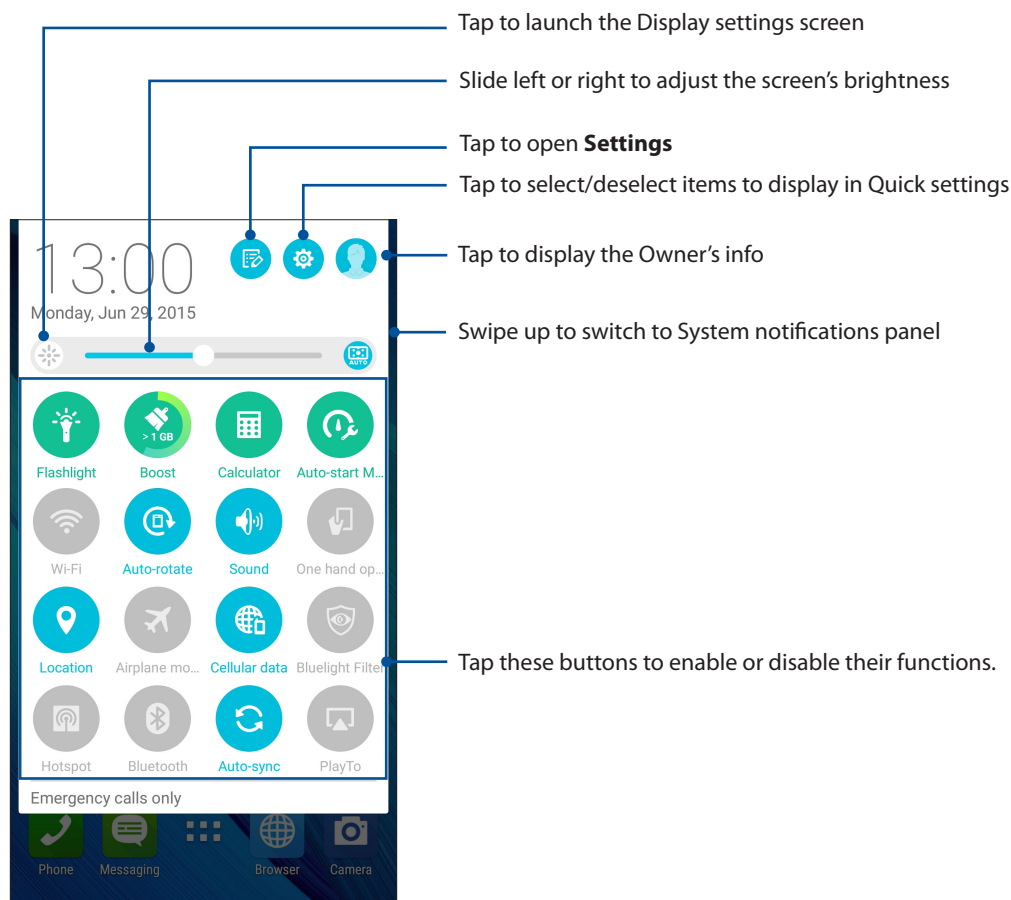 Tap to launch the Display settings screen
Slide left or right to adjust the screen’s brightness
Tap to open Settings
Tap to select/deselect items to display in Quick settings
13:00
Tap to display the Owner’s info
Monday, Jun 29, 2015
Swipe up to switch to System notifications panel
AUTO
> 1 GB
Flashlight Boost Calculator Auto-start M...
Wi-Fi Auto-rotate Sound One hand op...
Location Airplane mo... Cellular data Bluelight Filter
Tap these buttons to enable or disable their functions.
Hotspot Bluetooth Auto-sync PlayTo
Emergency calls only
Phone Messaging Browser Camera